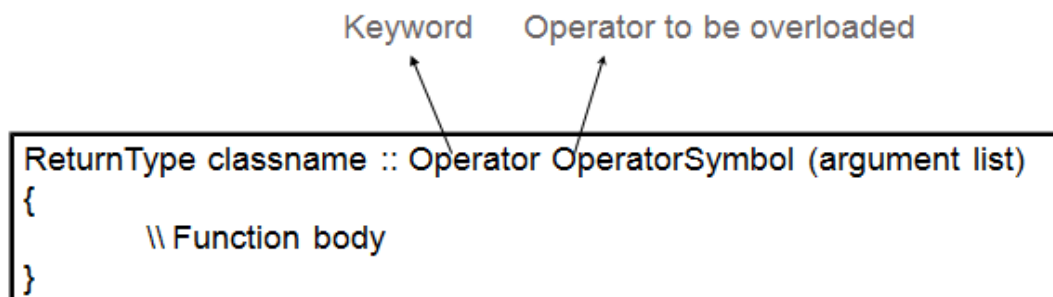 Keyword Operator to be overloaded
ReturnType classname :: Operator OperatorSymbol (argument list)
{
\\ Function body
}